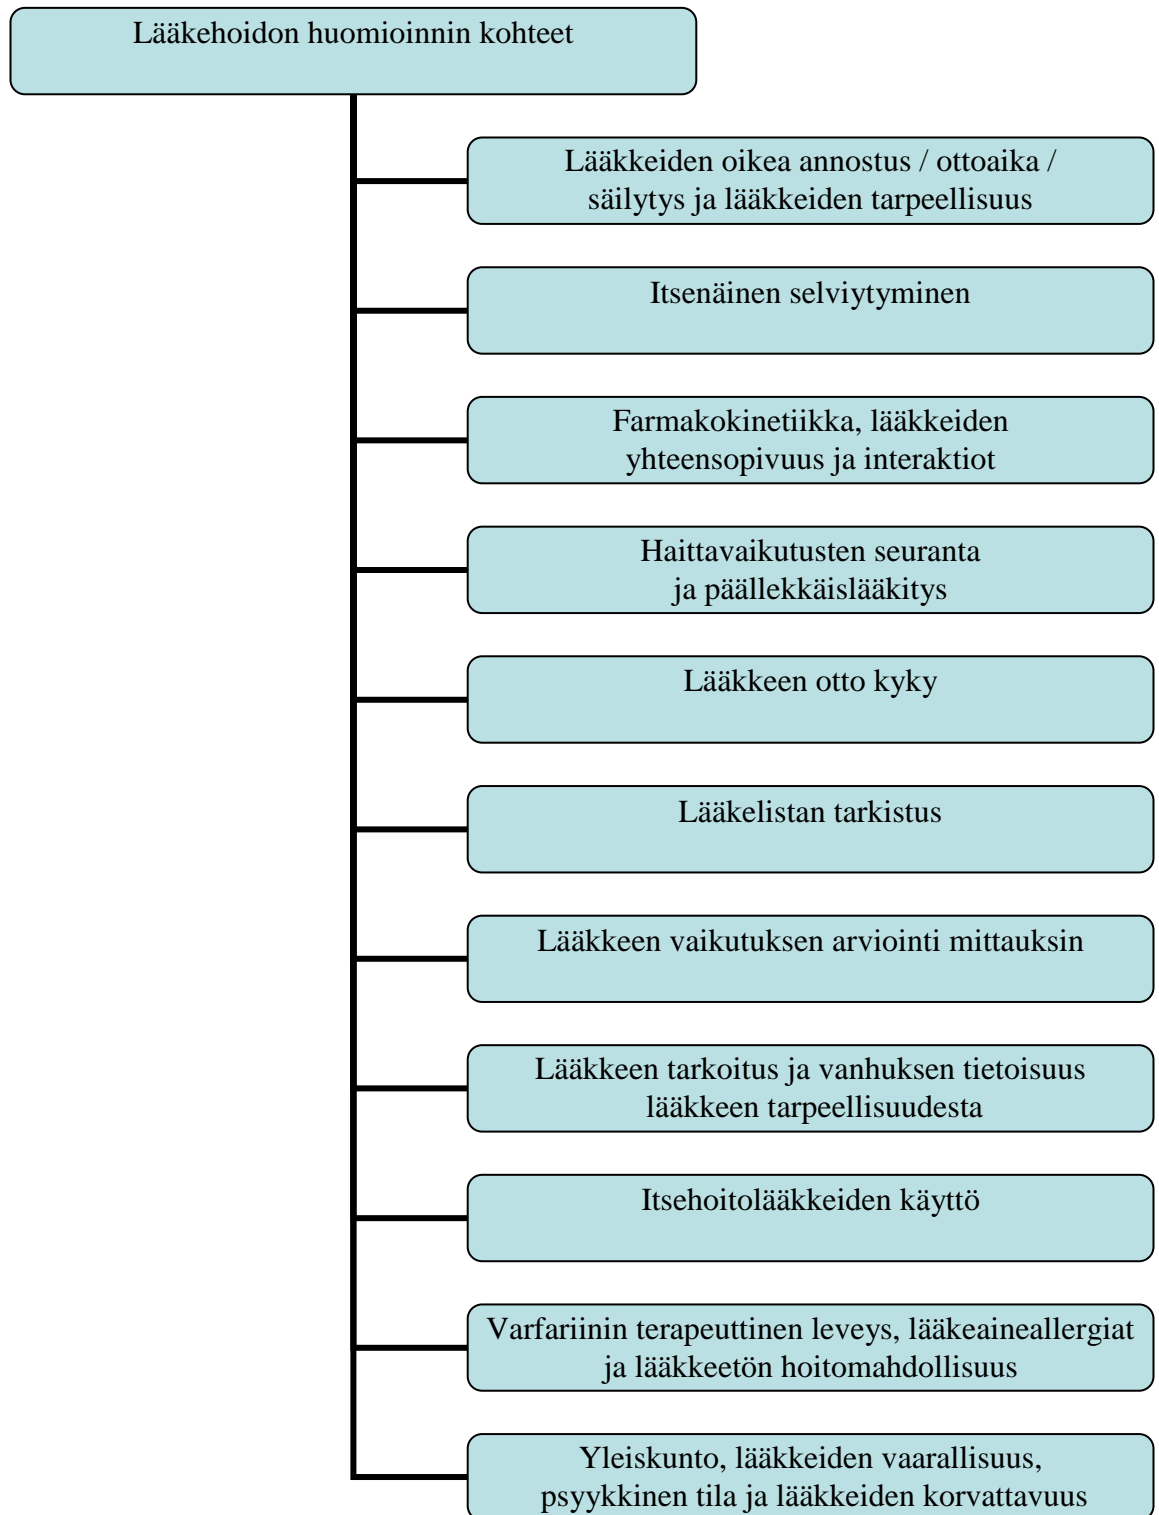 Lääkehoidon huomioinnin kohteet
Lääkkeiden oikea annostus / ottoaika /
säilytys ja lääkkeiden tarpeellisuus
Itsenäinen selviytyminen
Farmakokinetiikka, lääkkeiden
yhteensopivuus ja interaktiot
Haittavaikutusten seuranta
ja päällekkäislääkitys
Lääkkeen otto kyky
Lääkelistan tarkistus
Lääkkeen vaikutuksen arviointi mittauksin
Lääkkeen tarkoitus ja vanhuksen tietoisuus
lääkkeen tarpeellisuudesta
Itsehoitolääkkeiden käyttö
Varfariinin terapeuttinen leveys, lääkeaineallergiat
ja lääkkeetön hoitomahdollisuus
Yleiskunto, lääkkeiden vaarallisuus,
psyykkinen tila ja lääkkeiden korvattavuus